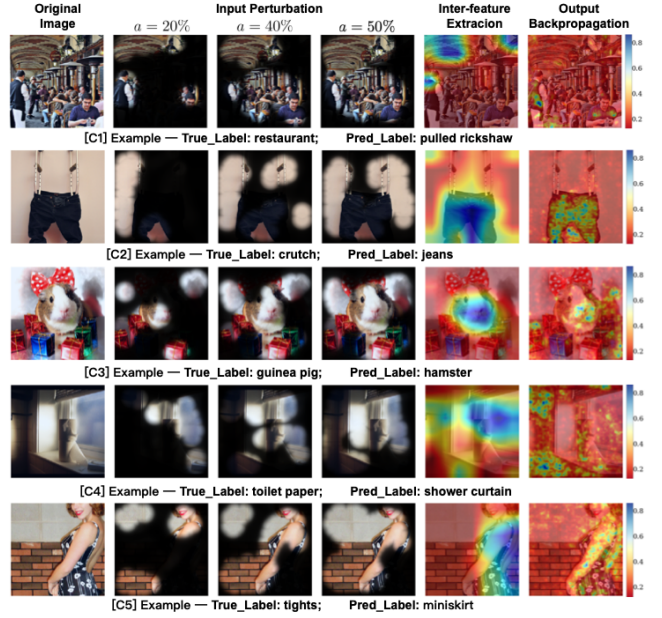 Original Image
Input Perturbation
Inter-feature Extracion
Output Backpropagation
a = 20%
a = 40%
a = 50%
0.8
0.6
0.4
0.2
[C1] Example — True_Label: restaurant; Pred_Label: pulled rickshaw
0.8
0.6
0.4
0.2
[C2] Example — True_Label: crutch; Pred_Label: jeans
0.8
0.6
0.4
0.2
[C3] Example — True_Label: guinea pig; Pred_Label: hamster
0.8
0.6
0.4
0.2
[C4] Example — True_Label: toilet paper; Pred_Label: shower curtain
0.8
0.6
0.4
0.2
[C5] Example — True_Label: tights; Pred_Label: miniskirt